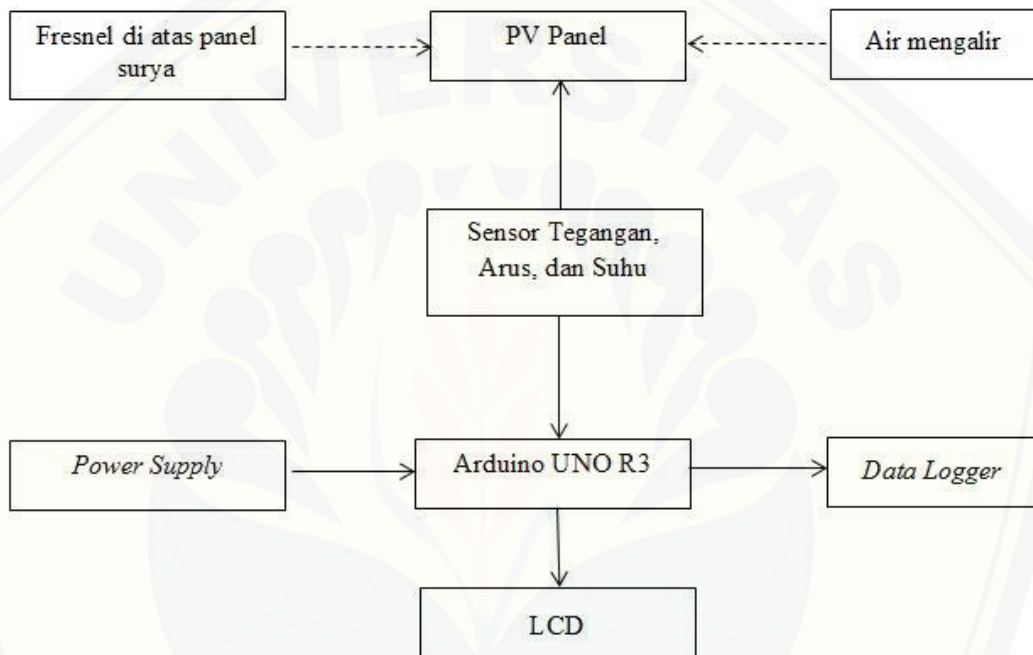 Fresnel di atas panel
surya
PV Panel
Air mengalir
UNIVERSITAS
Sensor Tegangan,
Arus, dan Suhu
Power Supply
Arduino UNO R3
Data Logger
LCD